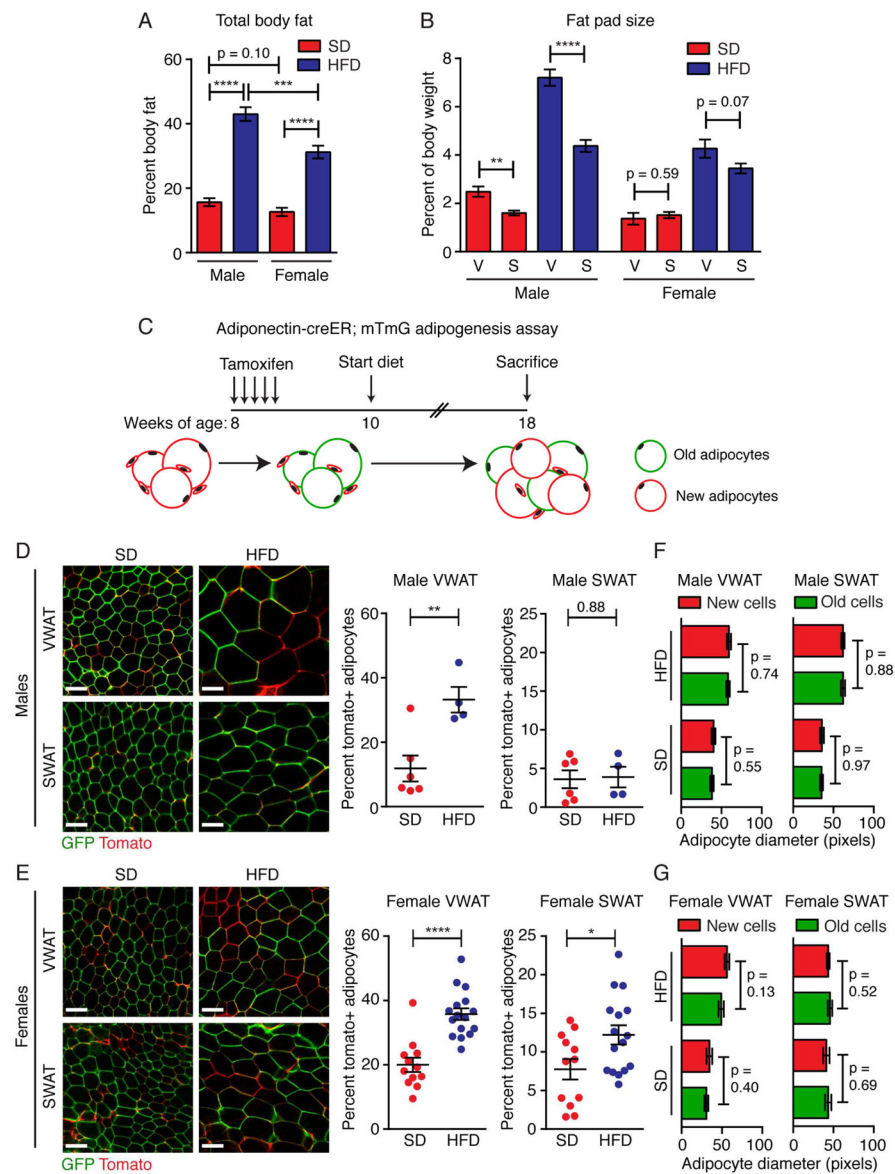 A
Total body fat
SD
HFD
p = 0.10
****
***
****
Percent body fat
60
40
20
0
Male
Female
B
Fat pad size
SD
HFD
****
**
p = 0.59
p = 0.07
Percent of body weight
8
6
4
2
0
V S V S V S V S
Male
Female
C
Adiponectin-creER; mTmG adipogenesis assay
Tamoxifen
Start diet
Sacrifice
Weeks of age: 8 10 18
Old adipocytes
New adipocytes
D
SD HFD
Males
VWAT
SWAT
GFP Tomato
Male VWAT
**
Percent tomato+ adipocytes
60
40
20
0
SD HFD
Male SWAT
0.88
Percent tomato+ adipocytes
25
20
15
10
5
0
SD HFD
F
Male VWAT Male SWAT
New cells Old cells
HFD
p =
0.74
p =
0.88
SD
p =
0.55
p =
0.97
0 50 100 0 50 100
Adipocyte diameter (pixels)
E
SD HFD
Females
VWAT
SWAT
GFP Tomato
Female VWAT
****
Percent tomato+ adipocytes
60
40
20
0
SD HFD
Female SWAT
*
Percent tomato+ adipocytes
25
20
15
10
5
0
SD HFD
G
Female VWAT Female SWAT
New cells Old cells
HFD
p =
0.13
p =
0.52
SD
p =
0.40
p =
0.69
0 50 100 0 50 100
Adipocyte diameter (pixels)